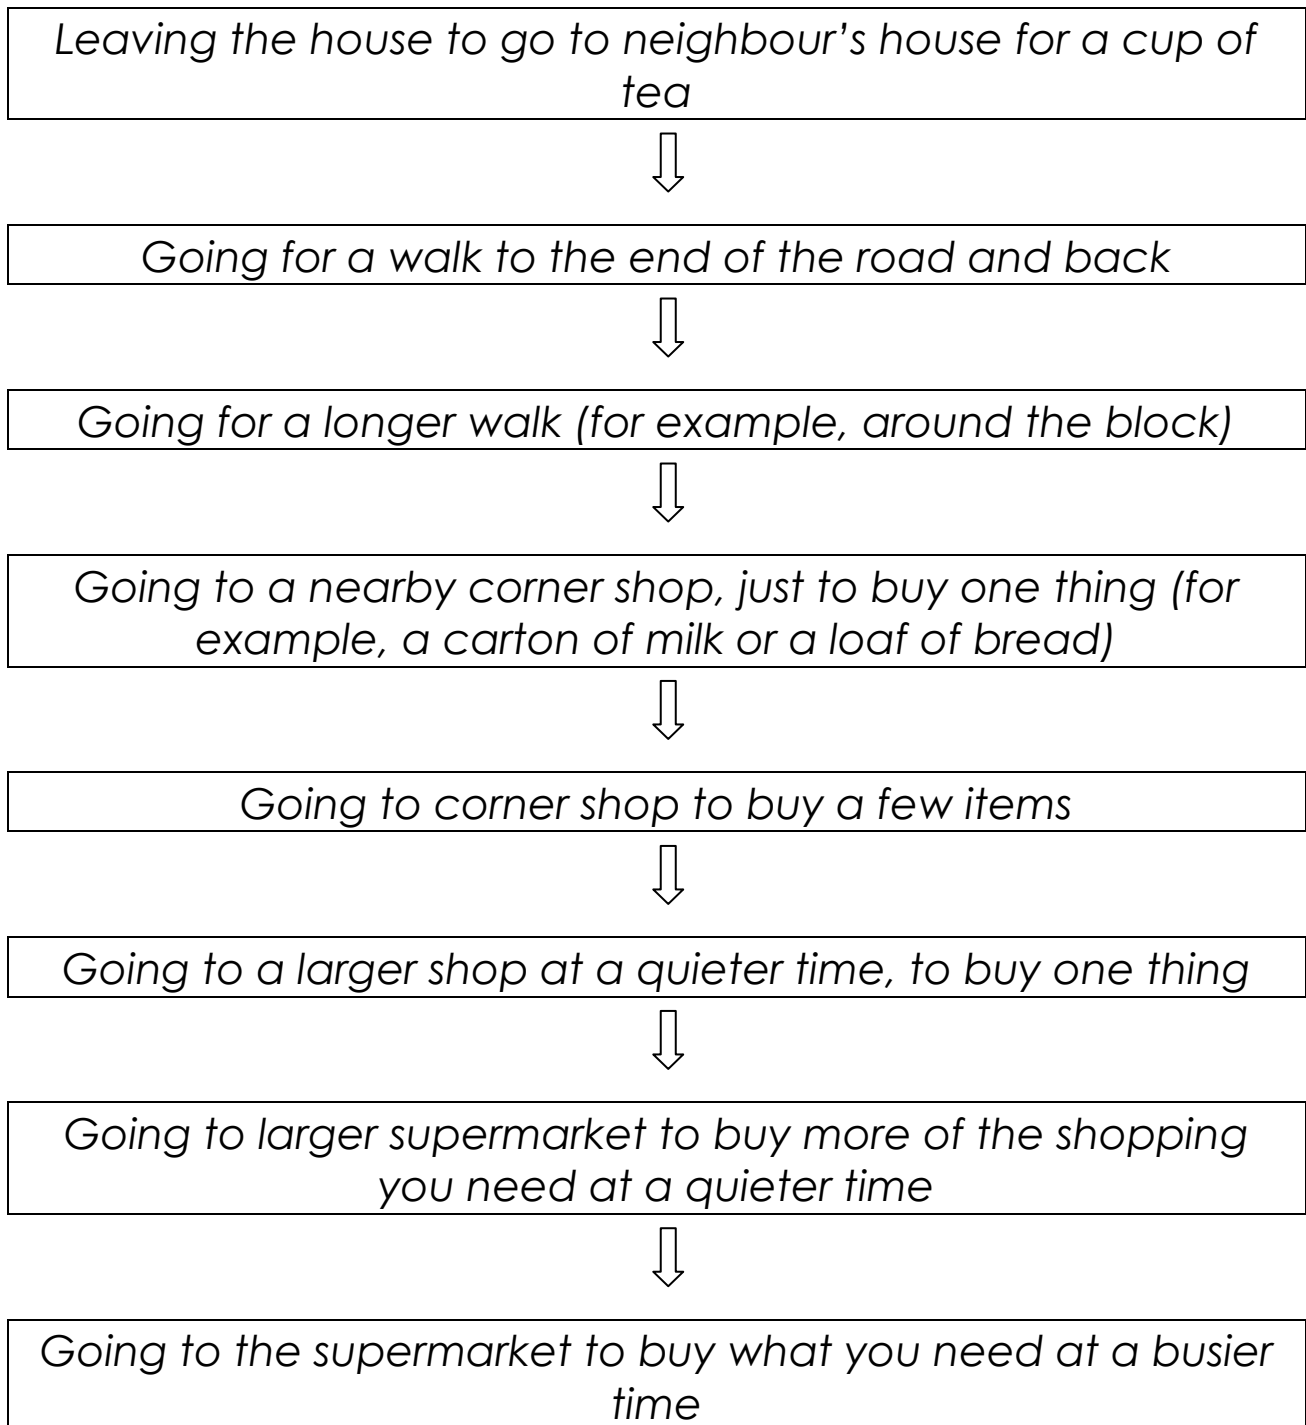 Leaving the house to go to neighbour’s house for a cup of
tea
Going for a walk to the end of the road and back
Going for a longer walk (for example, around the block)
Going to a nearby corner shop, just to buy one thing (for
example, a carton of milk or a loaf of bread)
Going to corner shop to buy a few items
Going to a larger shop at a quieter time, to buy one thing
Going to larger supermarket to buy more of the shopping
you need at a quieter time
Going to the supermarket to buy what you need at a busier
time